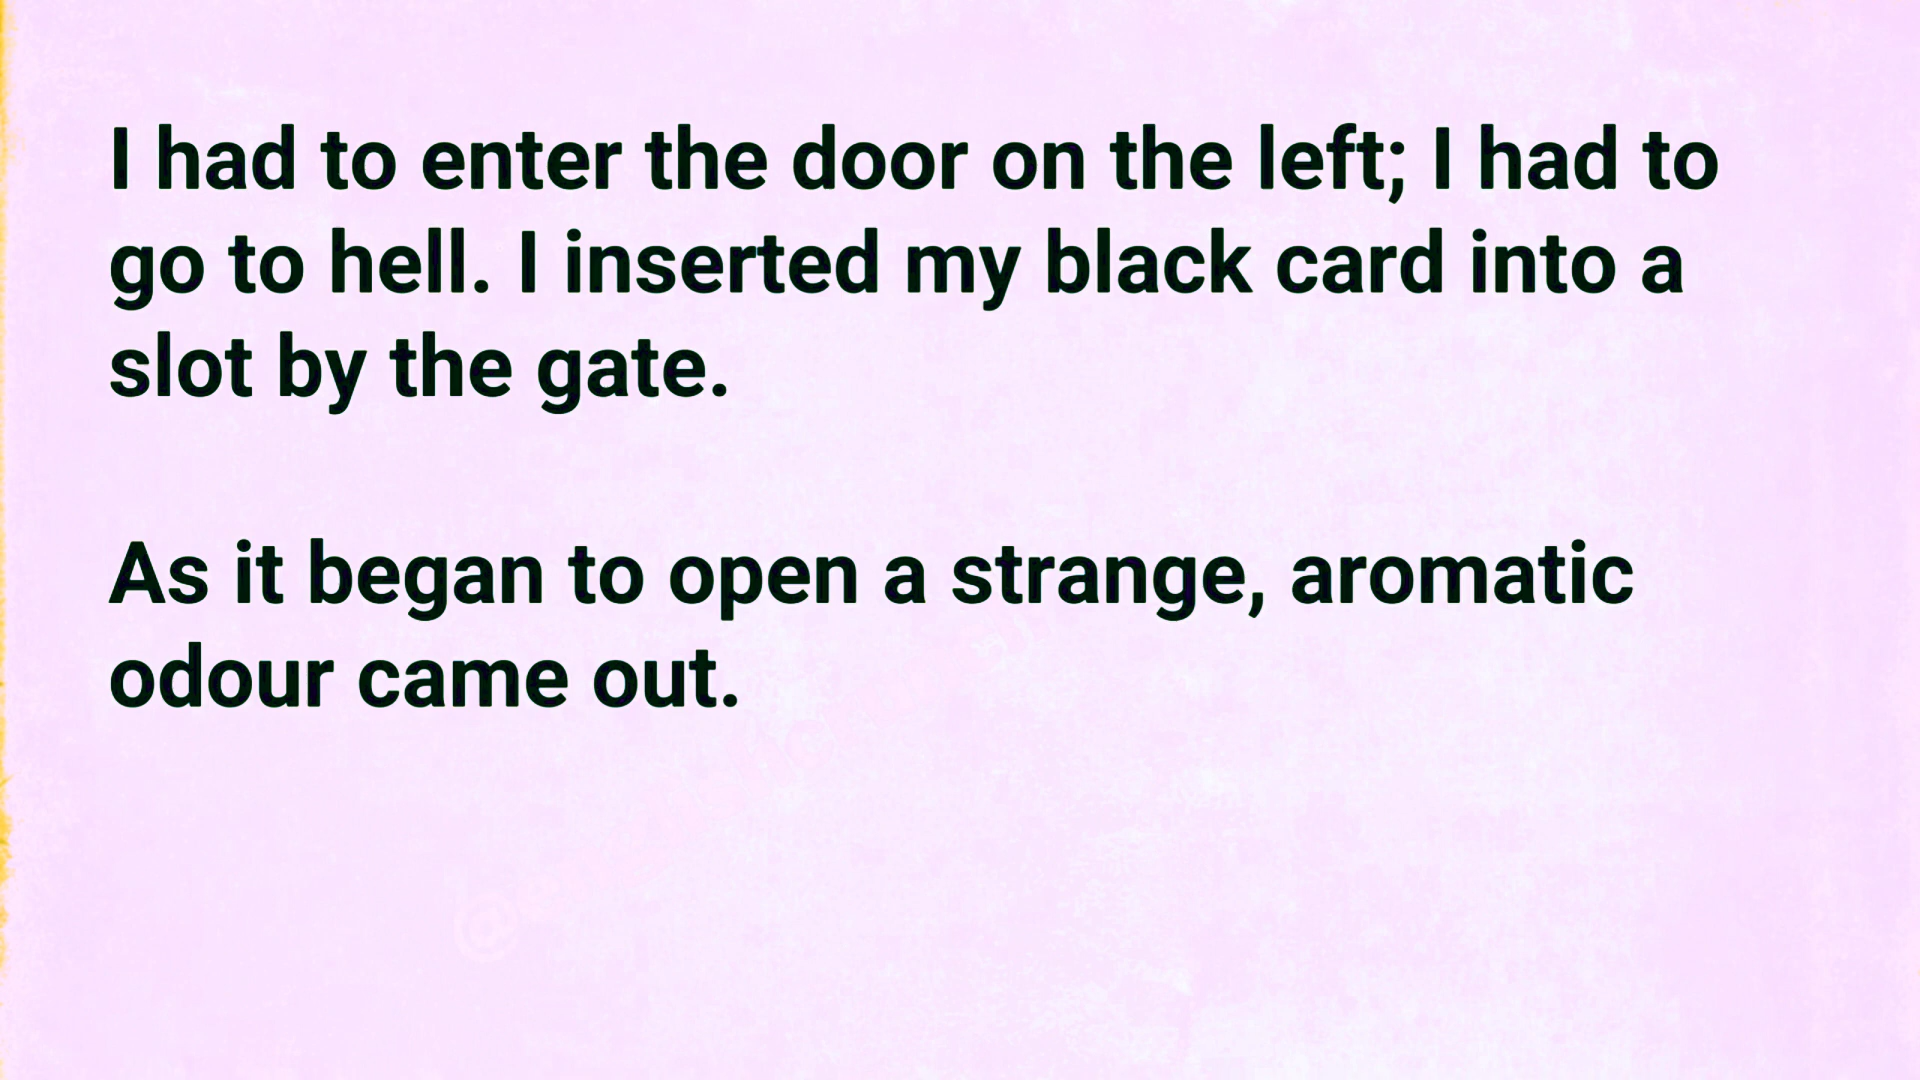 I had to enter the door on the left; I had to
go to hell. I inserted my black card into a
slot by the gate.
As it began to open a strange, aromatic
odour came out.